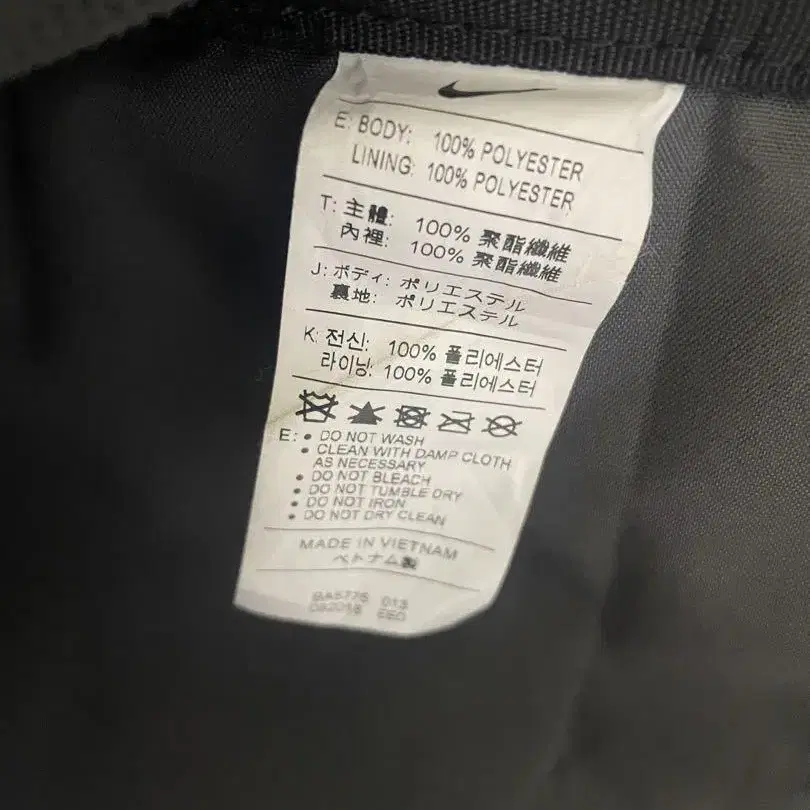 E: BODY: 100% POLYESTER
LINING: 100% POLYESTER
T: 主體: 100% 聚酯纖維
內裡: 100% 聚酯纖維
J: ボディ: ポリエステル
裏地: ポリエステル
K: 전신: 100% 폴리에스터
라이닝: 100% 폴리에스터
E: • DO NOT WASH
• CLEAN WITH DAMP CLOTH
AS NECESSARY
• DO NOT BLEACH
• DO NOT TUMBLE DRY
• DO NOT IRON
• DO NOT DRY CLEAN
MADE IN VIETNAM
ベトナム製
BA5775 013
092018